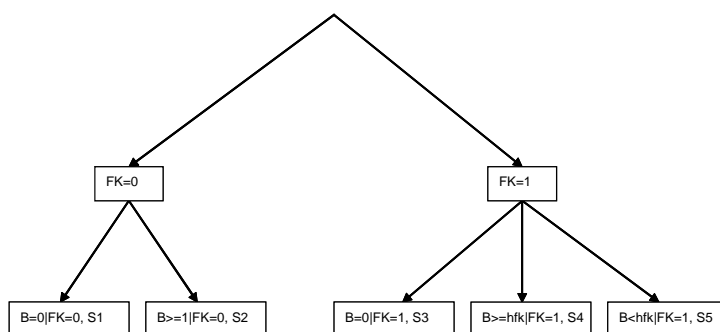 FK=0
FK=1
B=0|FK=0, S1
B>=1|FK=0, S2
B=0|FK=1, S3
B>=hfk|FK=1, S4
B<hfk|FK=1, S5